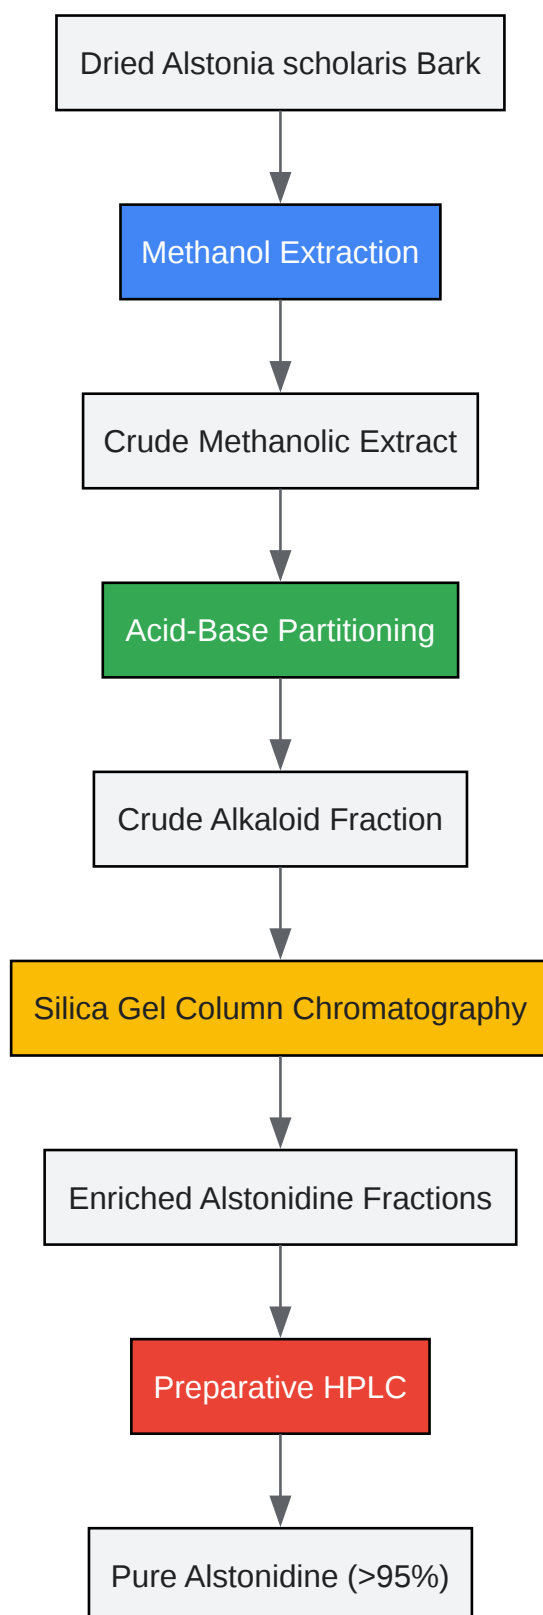 Dried Alstonia scholaris Bark
Methanol Extraction
Crude Methanolic Extract
Acid-Base Partitioning
Crude Alkaloid Fraction
Silica Gel Column Chromatography
Enriched Alstonidine Fractions
Preparative HPLC
Pure Alstonidine (>95%)